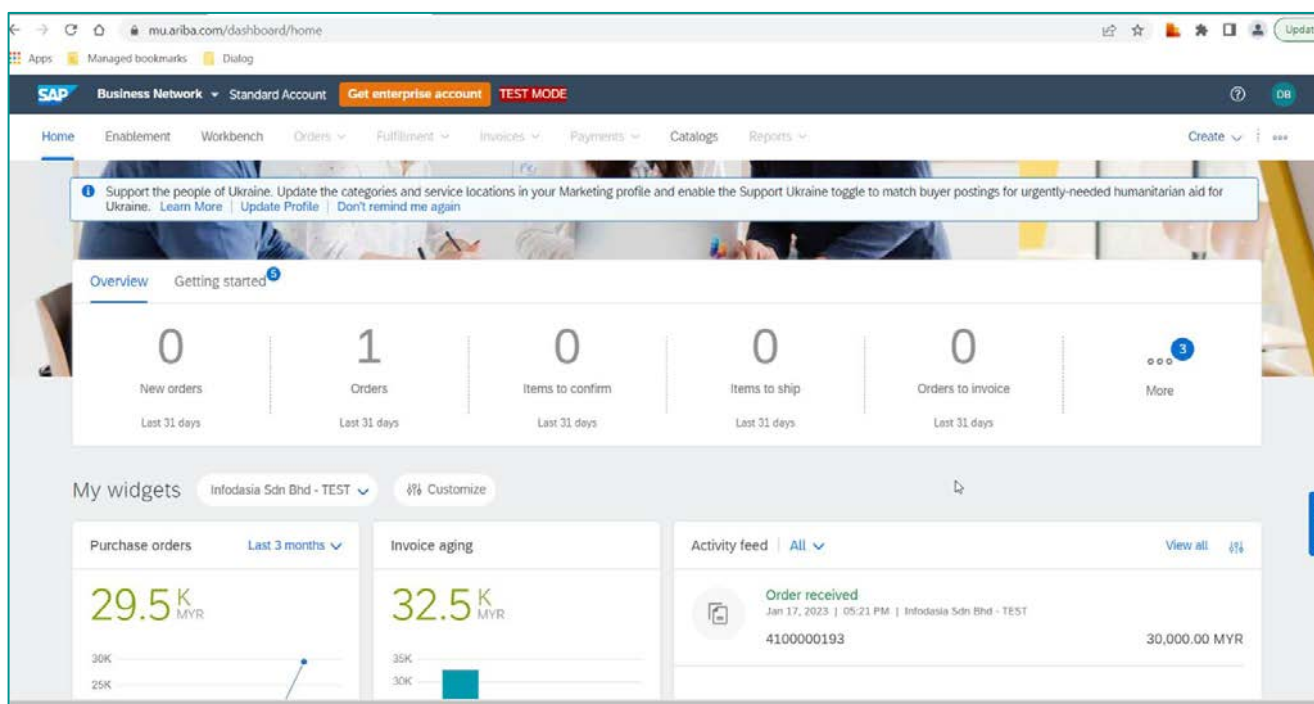 mu.ariba.com/dashboard/home
Updat
Apps Managed bookmarks Dialog
SAP Business Network Standard Account Get enterprise account TEST MODE DB
Home Enablement Workbench Orders Fulfillment Invoices Payments Catalogs Reports Create
Support the people of Ukraine. Update the categories and service locations in your Marketing profile and enable the Support Ukraine toggle to match buyer postings for urgently-needed humanitarian aid for
Ukraine. Learn More | Update Profile | Don't remind me again
Overview Getting started 5
0 1 0 0 0 3
New orders Orders Items to confirm Items to ship Orders to invoice More
Last 31 days Last 31 days Last 31 days Last 31 days Last 31 days
My widgets Infodasia Sdn Bhd - TEST Customize
Purchase orders Last 3 months Invoice aging Activity feed | All View all
29.5 K MYR 32.5 K MYR
Order received
Jan 17, 2023 | 05:21 PM | Infodasia Sdn Bhd - TEST
4100000193 30,000.00 MYR
30K 35K
25K 30K